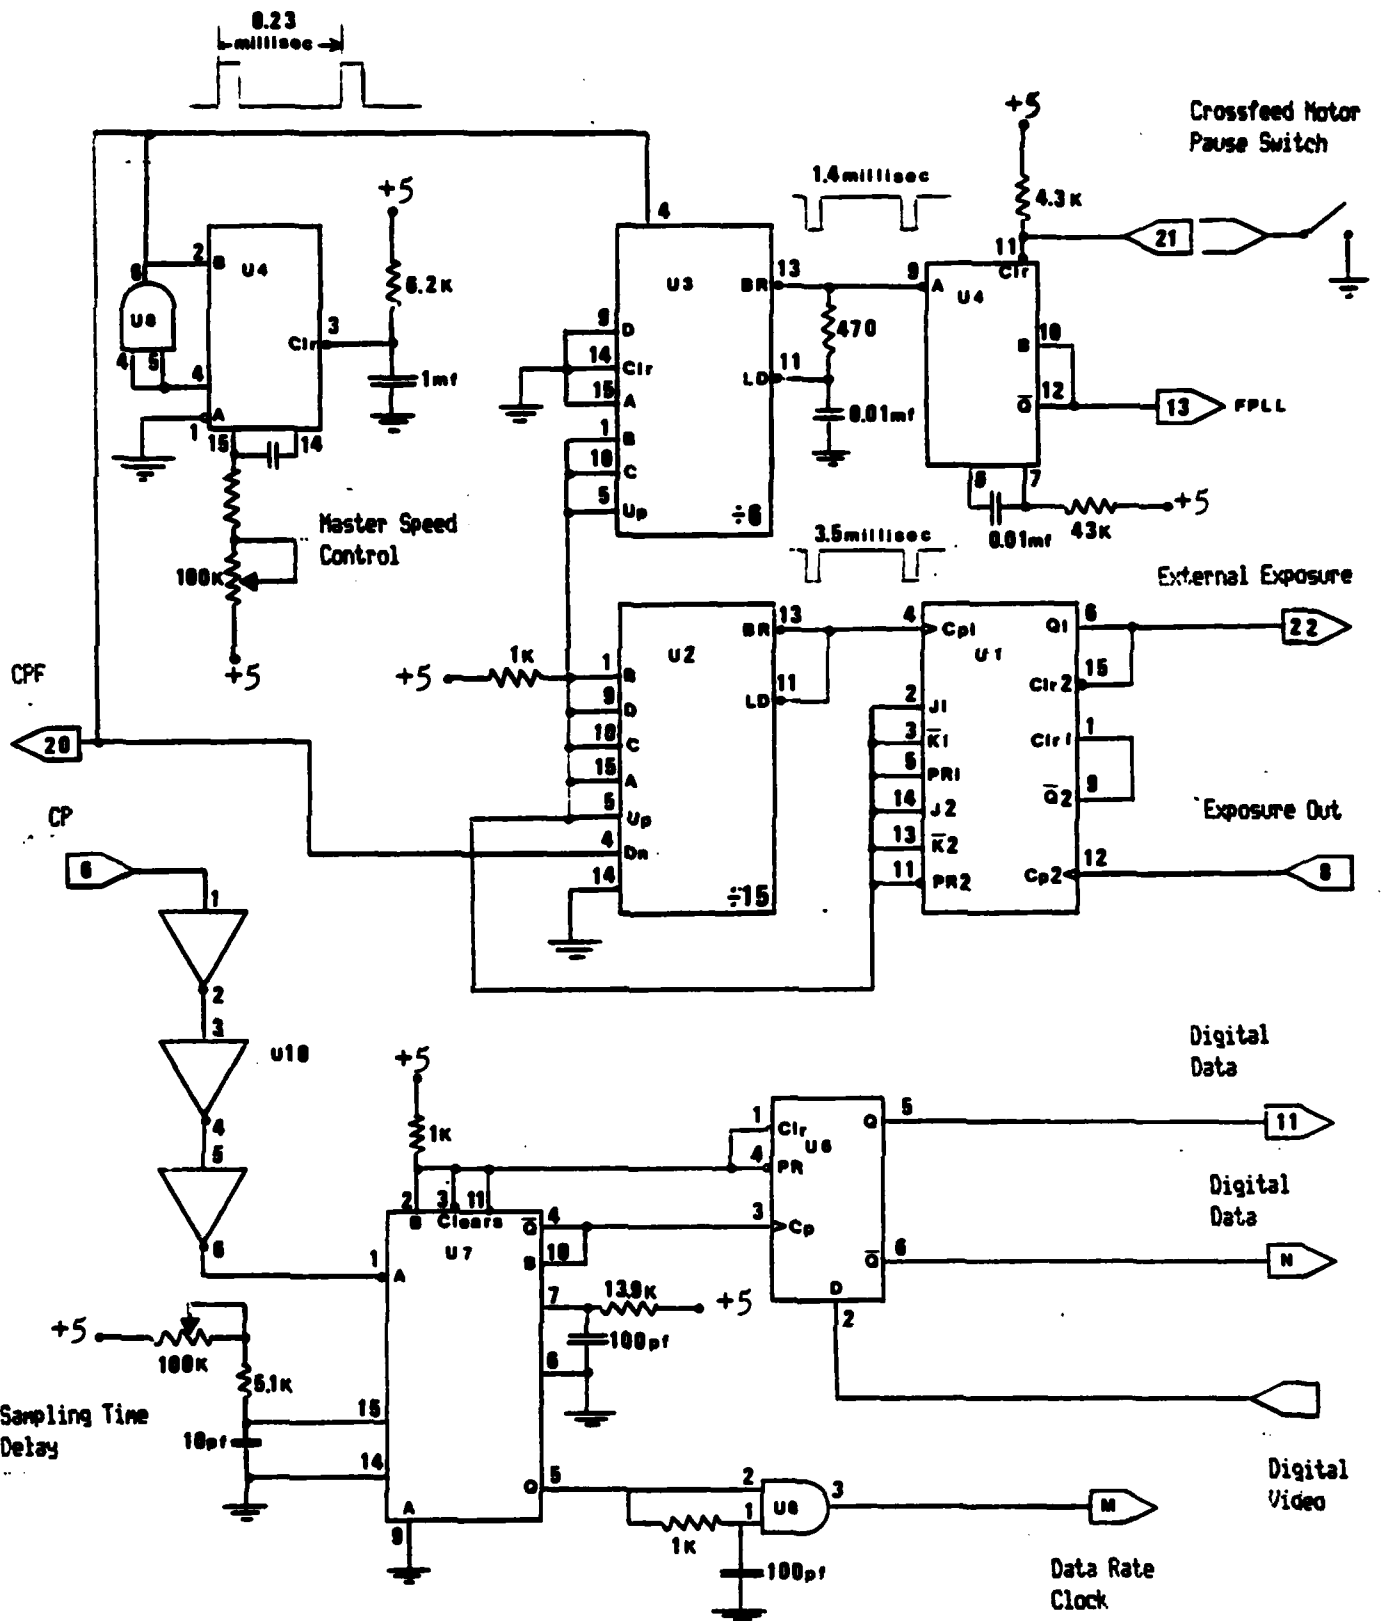 0.23
millisec
+5
Crossfeed Motor
Pause Switch
1.4millisec
4.3K
21
+5
6.2K
1mf
2
B
U4
6
U8
4
5
4
3
Clr
A
1
15
14
4
U3
9
D
14
Clr
15
A
1
B
10
C
5
Up
÷6
BR
13
LD
11
470
0.01mf
11
Clr
9
A
U4
B
10
Q
12
13
FPLL
6
7
0.01mf
43K
+5
Master Speed
Control
100K
+5
3.5millisec
External Exposure
CPF
20
CP
6
+5
1K
U2
1
B
9
D
10
C
15
A
5
Up
4
Dn
14
÷15
BR
13
LD
11
4
Cp1
U1
2
J1
3
K1
5
PR1
14
J2
13
K2
11
PR2
Q1
6
22
Clr2
15
Clr1
1
Q2
9
Exposure Out
Cp2
12
8
1
2
3
U10
4
5
6
+5
1K
2
3
11
B
Clears
U7
1
A
Q
4
B
10
7
13.9K
+5
100pf
6
+5
100K
5.1K
Sampling Time
Delay
10pf
15
14
A
9
Q
5
1
Clr
U6
4
PR
3
Cp
Q
5
Q
6
D
2
Digital
Data
11
Digital
Data
N
Digital
Video
2
1
U8
3
1K
100pf
M
Data Rate
Clock